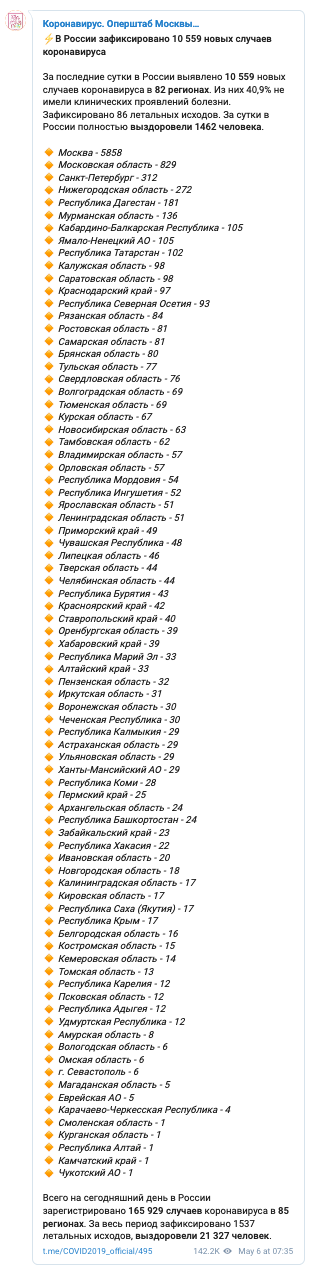 Коронавирус. Оперштаб Москвы…
⚡В России зафиксировано 10 559 новых случаев
коронавируса
За последние сутки в России выявлено 10 559 новых
случаев коронавируса в 82 регионах. Из них 40,9% не
имели клинических проявлений болезни.
Зафиксировано 86 летальных исходов. За сутки в
России полностью выздоровели 1462 человека.
🔸 Москва - 5858
🔸 Московская область - 829
🔸 Санкт-Петербург - 312
🔸 Нижегородская область - 272
🔸 Республика Дагестан - 181
🔸 Мурманская область - 136
🔸 Кабардино-Балкарская Республика - 105
🔸 Ямало-Ненецкий АО - 105
🔸 Республика Татарстан - 102
🔸 Калужская область - 98
🔸 Саратовская область - 98
🔸 Краснодарский край - 97
🔸 Республика Северная Осетия - 93
🔸 Рязанская область - 84
🔸 Ростовская область - 81
🔸 Самарская область - 81
🔸 Брянская область - 80
🔸 Тульская область - 77
🔸 Свердловская область - 76
🔸 Волгоградская область - 69
🔸 Тюменская область - 69
🔸 Курская область - 67
🔸 Новосибирская область - 63
🔸 Тамбовская область - 62
🔸 Владимирская область - 57
🔸 Орловская область - 57
🔸 Республика Мордовия - 54
🔸 Республика Ингушетия - 52
🔸 Ярославская область - 51
🔸 Ленинградская область - 51
🔸 Приморский край - 49
🔸 Чувашская Республика - 48
🔸 Липецкая область - 46
🔸 Тверская область - 44
🔸 Челябинская область - 44
🔸 Республика Бурятия - 43
🔸 Красноярский край - 42
🔸 Ставропольский край - 40
🔸 Оренбургская область - 39
🔸 Хабаровский край - 39
🔸 Республика Марий Эл - 33
🔸 Алтайский край - 33
🔸 Пензенская область - 32
🔸 Иркутская область - 31
🔸 Воронежская область - 30
🔸 Чеченская Республика - 30
🔸 Республика Калмыкия - 29
🔸 Астраханская область - 29
🔸 Ульяновская область - 29
🔸 Ханты-Мансийский АО - 29
🔸 Республика Коми - 28
🔸 Пермский край - 25
🔸 Архангельская область - 24
🔸 Республика Башкортостан - 24
🔸 Забайкальский край - 23
🔸 Республика Хакасия - 22
🔸 Ивановская область - 20
🔸 Новгородская область - 18
🔸 Калининградская область - 17
🔸 Кировская область - 17
🔸 Республика Саха (Якутия) - 17
🔸 Республика Крым - 17
🔸 Белгородская область - 16
🔸 Костромская область - 15
🔸 Кемеровская область - 14
🔸 Томская область - 13
🔸 Республика Карелия - 12
🔸 Псковская область - 12
🔸 Республика Адыгея - 12
🔸 Удмуртская Республика - 12
🔸 Амурская область - 8
🔸 Вологодская область - 6
🔸 Омская область - 6
🔸 г. Севастополь - 6
🔸 Магаданская область - 5
🔸 Еврейская АО - 5
🔸 Карачаево-Черкесская Республика - 4
🔸 Смоленская область - 1
🔸 Курганская область - 1
🔸 Республика Алтай - 1
🔸 Камчатский край - 1
🔸 Чукотский АО - 1
Всего на сегодняшний день в России
зарегистрировано 165 929 случаев коронавируса в 85
регионах. За весь период зафиксировано 1537
летальных исходов, выздоровели 21 327 человек.
t.me/COVID2019_official/495 142.2K May 6 at 07:35